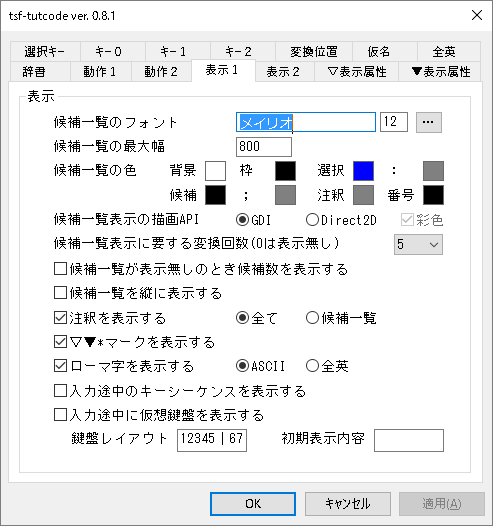 tsf-tutcode ver. 0.8.1
選択キー キー０ キー１ キー２ 変換位置 仮名 全英
辞書 動作１ 動作２ 表示１ 表示２ ▽表示属性 ▼表示属性
表示
候補一覧のフォント メイリオ 12 ...
候補一覧の最大幅 800
候補一覧の色 背景 枠 選択 :
候補 ; 注釈 番号
候補一覧表示の描画API GDI Direct2D 彩色
候補一覧表示に要する変換回数(0は表示無し) 5
候補一覧が表示無しのとき候補数を表示する
候補一覧を縦に表示する
注釈を表示する 全て 候補一覧
▽▼*マークを表示する
ローマ字を表示する ASCII 全英
入力途中のキーシーケンスを表示する
入力途中に仮想鍵盤を表示する
鍵盤レイアウト 12345|67 初期表示内容
OK キャンセル 適用(A)